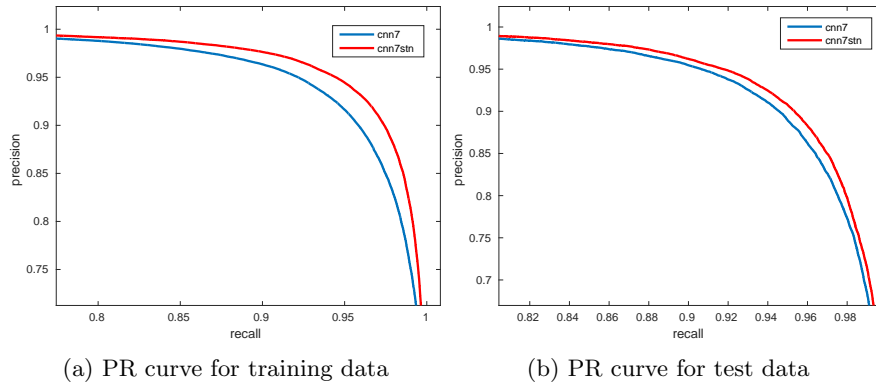 1
0.95
0.9
0.85
0.8
0.75
precision
0.8 0.85 0.9 0.95 1
recall
cnn7
cnn7stn
(a) PR curve for training data
1
0.95
0.9
0.85
0.8
0.75
0.7
precision
0.82 0.84 0.86 0.88 0.9 0.92 0.94 0.96 0.98
recall
cnn7
cnn7stn
(b) PR curve for test data